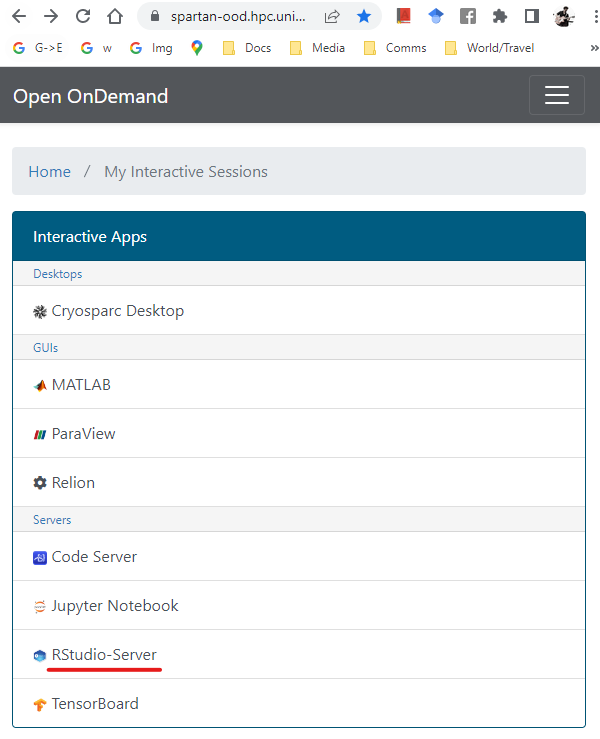 spartan-ood.hpc.uni...
G->E w Img Docs Media Comms World/Travel »
Open OnDemand
Home / My Interactive Sessions
Interactive Apps
Desktops
Cryosparc Desktop
GUIs
MATLAB
ParaView
Relion
Servers
Code Server
Jupyter Notebook
RStudio-Server
TensorBoard